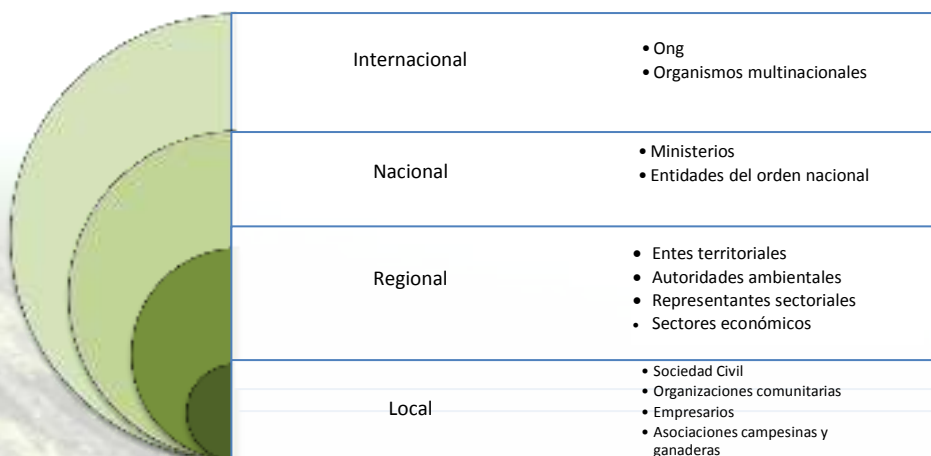 Internacional
• Ong
• Organismos multinacionales
Nacional
• Ministerios
• Entidades del orden nacional
Regional
• Entes territoriales
• Autoridades ambientales
• Representantes sectoriales
• Sectores económicos
Local
• Sociedad Civil
• Organizaciones comunitarias
• Empresarios
• Asociaciones campesinas y
ganaderas